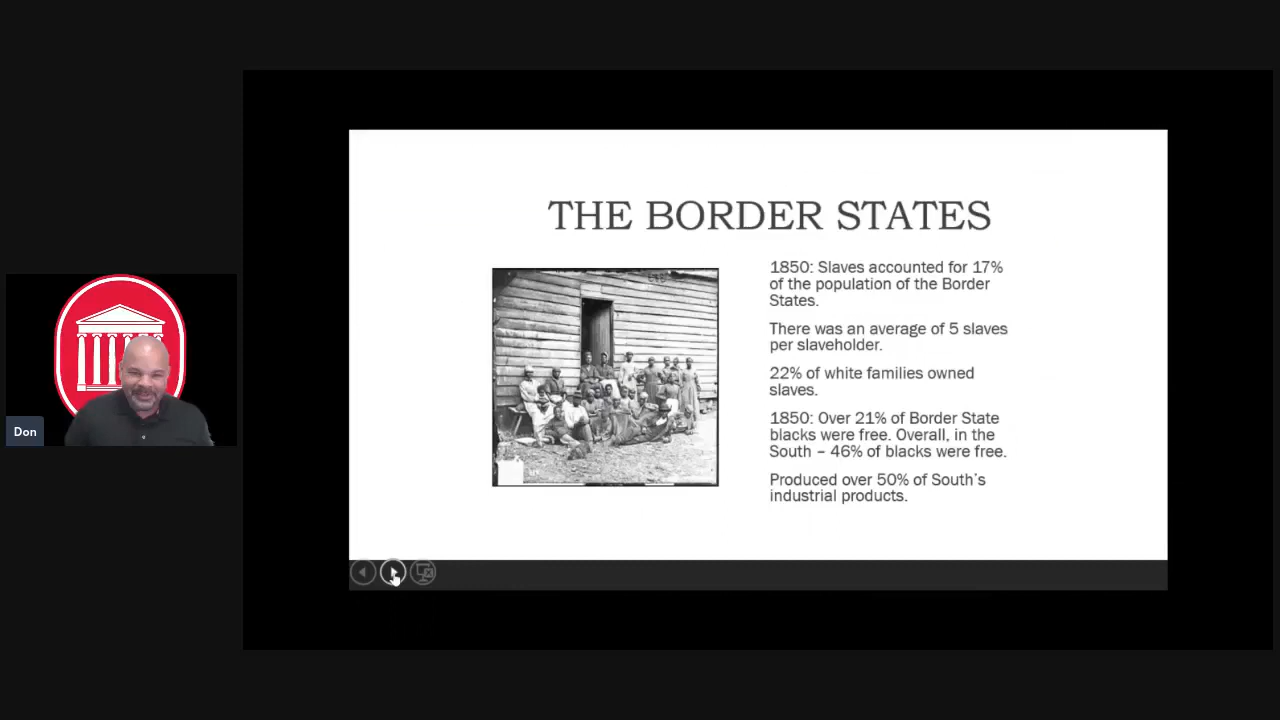 THE BORDER STATES
1850: Slaves accounted for 17%
of the population of the Border
States.
There was an average of 5 slaves
per slaveholder.
22% of white families owned
slaves.
1850: Over 21% of Border State
blacks were free. Overall, in the
South – 46% of blacks were free.
Produced over 50% of South's
industrial products.
Don